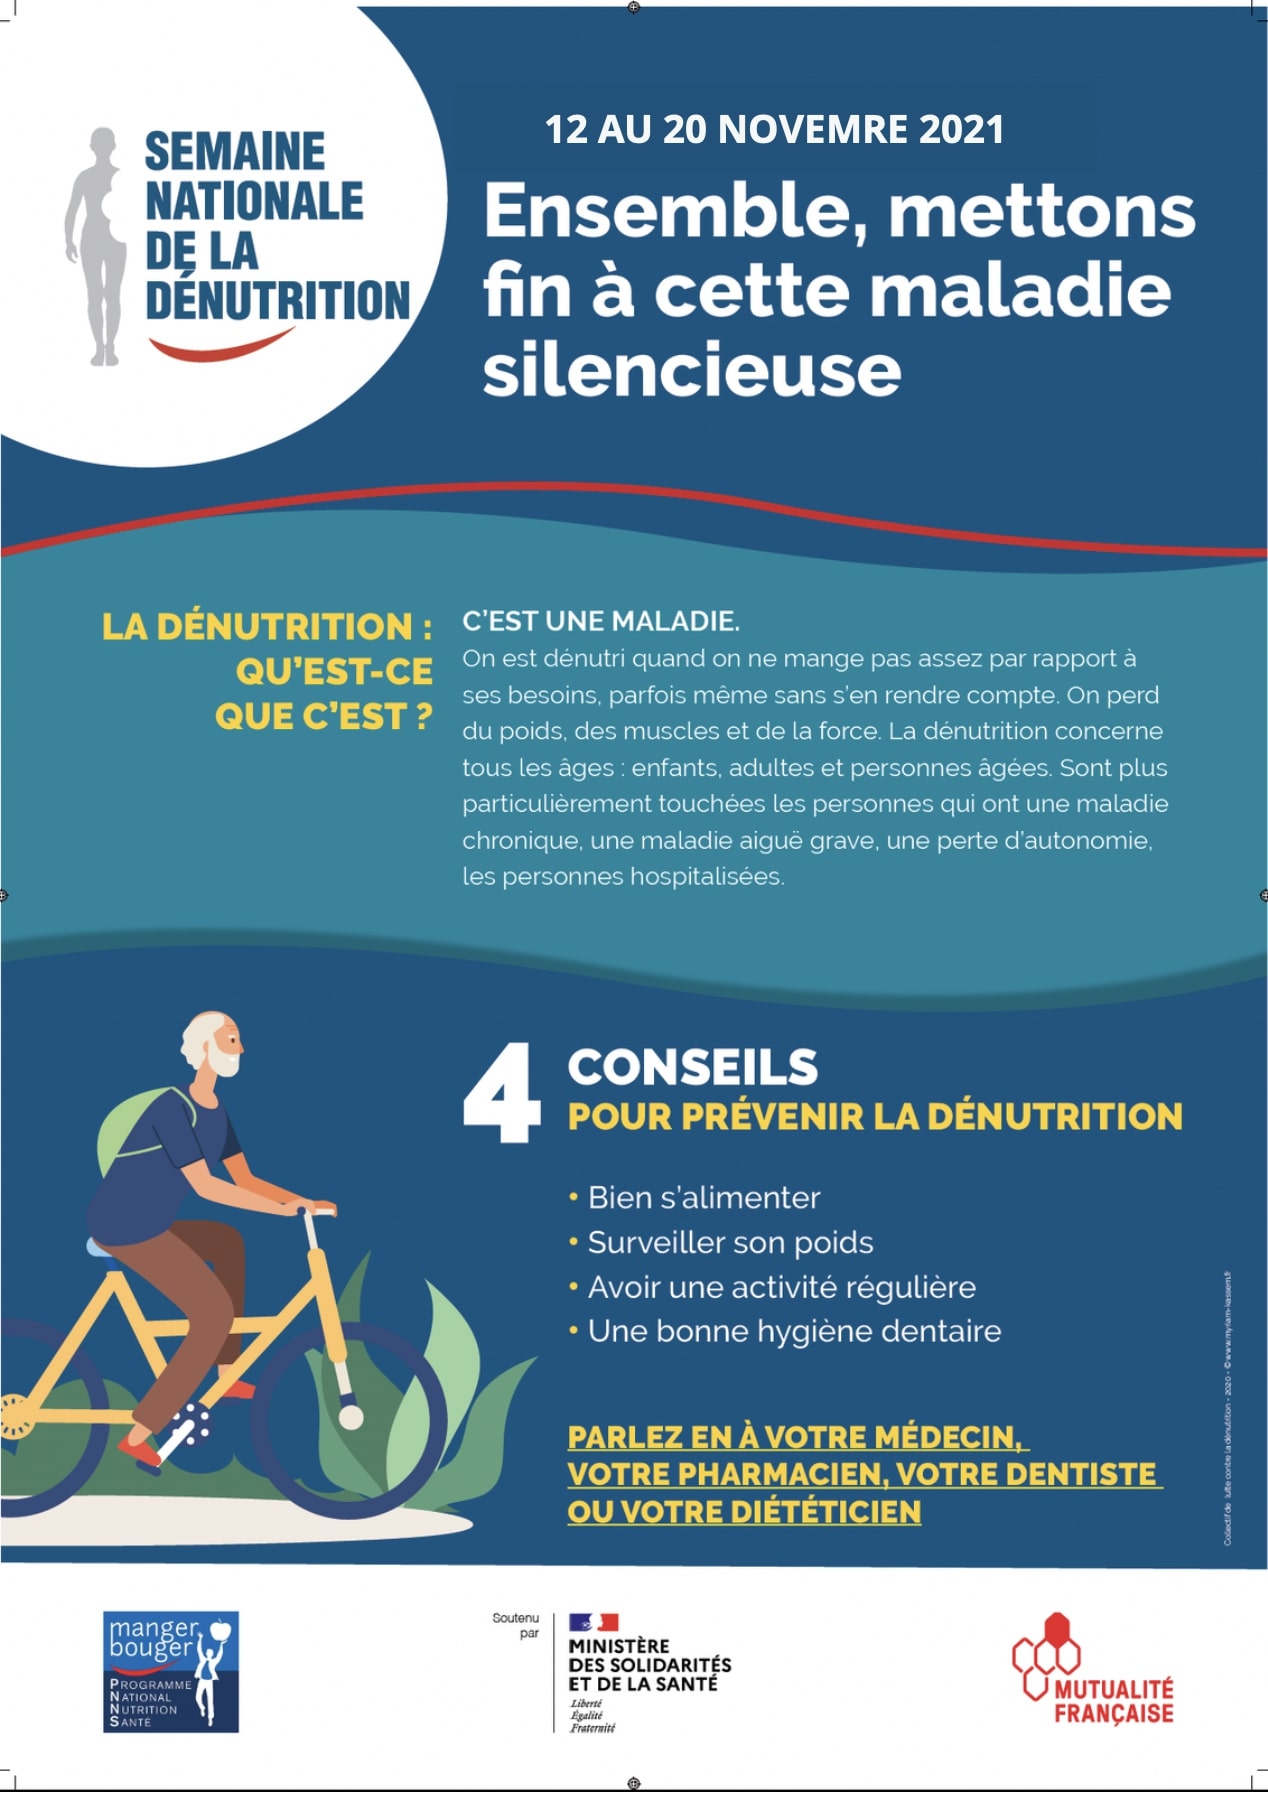 SEMAINE
NATIONALE
DE LA
DÉNUTRITION
12 AU 20 NOVEMRE 2021
Ensemble, mettons
fin à cette maladie
silencieuse
LA DÉNUTRITION :
QU'EST-CE
QUE C'EST ?
C'EST UNE MALADIE.
On est dénutri quand on ne mange pas assez par rapport à
ses besoins, parfois même sans s'en rendre compte. On perd
du poids, des muscles et de la force. La dénutrition concerne
tous les âges : enfants, adultes et personnes âgées. Sont plus
particulièrement touchées les personnes qui ont une maladie
chronique, une maladie aiguë grave, une perte d'autonomie,
les personnes hospitalisées.
4 CONSEILS
POUR PRÉVENIR LA DÉNUTRITION
• Bien s'alimenter
• Surveiller son poids
• Avoir une activité régulière
• Une bonne hygiène dentaire
PARLEZ EN À VOTRE MÉDECIN,
VOTRE PHARMACIEN, VOTRE DENTISTE
OU VOTRE DIÉTÉTICIEN
Collectif de lutte contre la dénutrition - 2020 - © www.myriam-kassem.fr
manger
bouger
PROGRAMME
NATIONAL
NUTRITION
SANTÉ
Soutenu
par
MINISTÈRE
DES SOLIDARITÉS
ET DE LA SANTÉ
Liberté
Égalité
Fraternité
MUTUALITÉ
FRANÇAISE